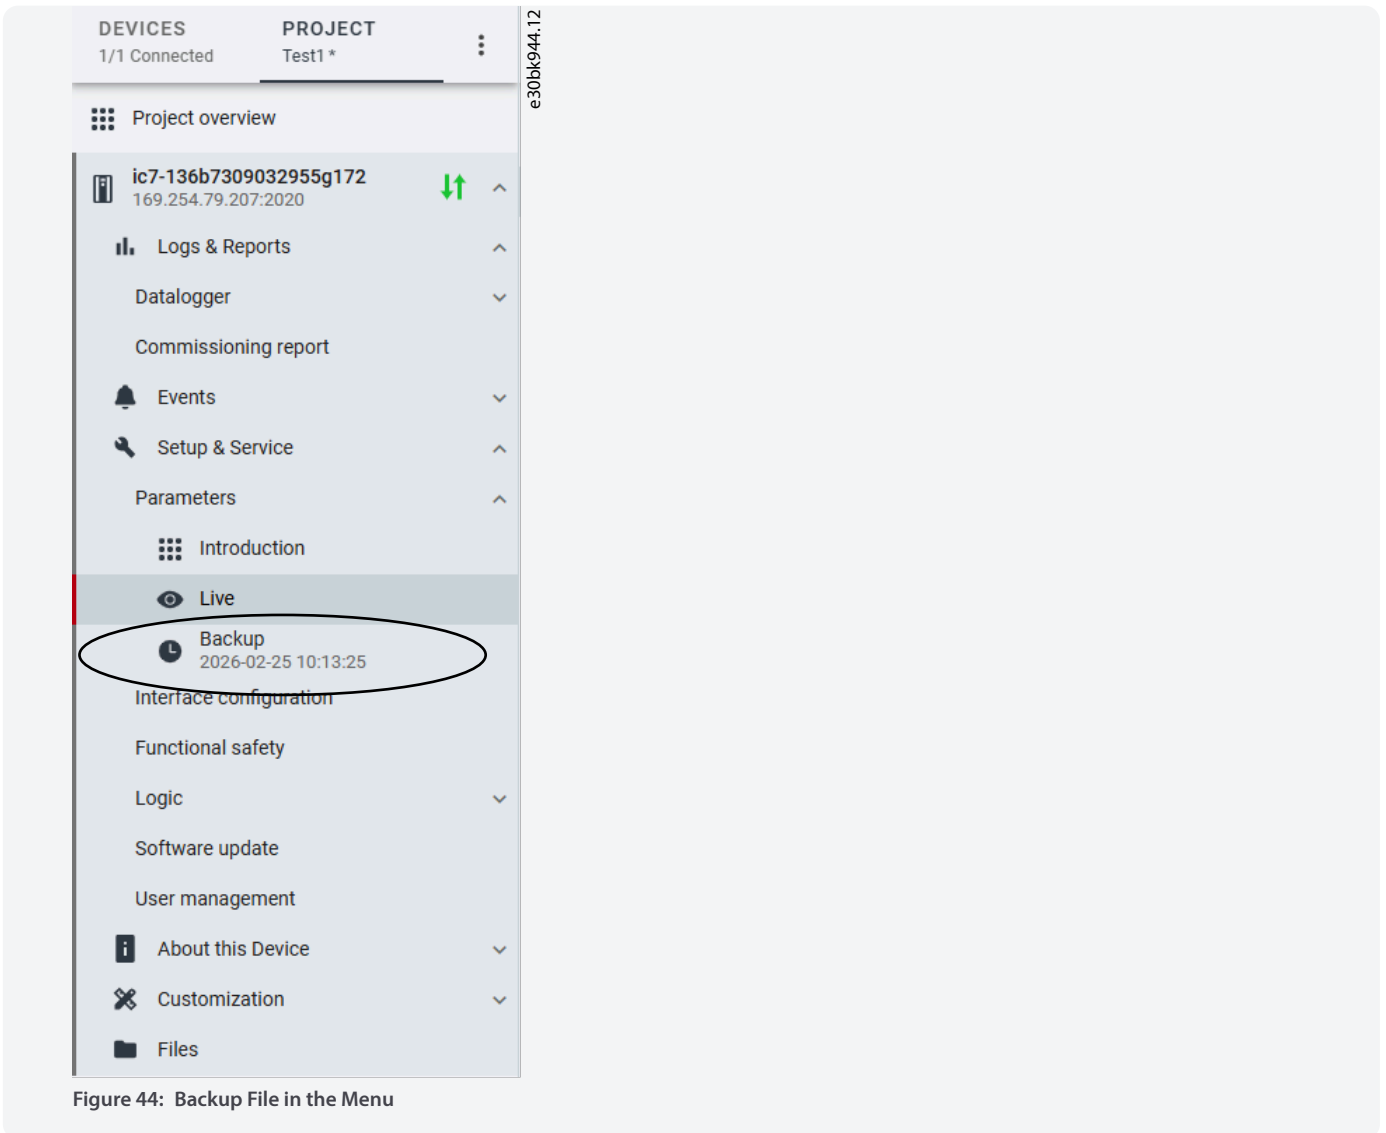 DEVICES
1/1 Connected
PROJECT
Test1 *
e30bk944.12
Project overview
ic7-136b7309032955g172
169.254.79.207:2020
Logs & Reports
Datalogger
Commissioning report
Events
Setup & Service
Parameters
Introduction
Live
Backup
2026-02-25 10:13:25
Interface configuration
Functional safety
Logic
Software update
User management
About this Device
Customization
Files
Figure 44: Backup File in the Menu